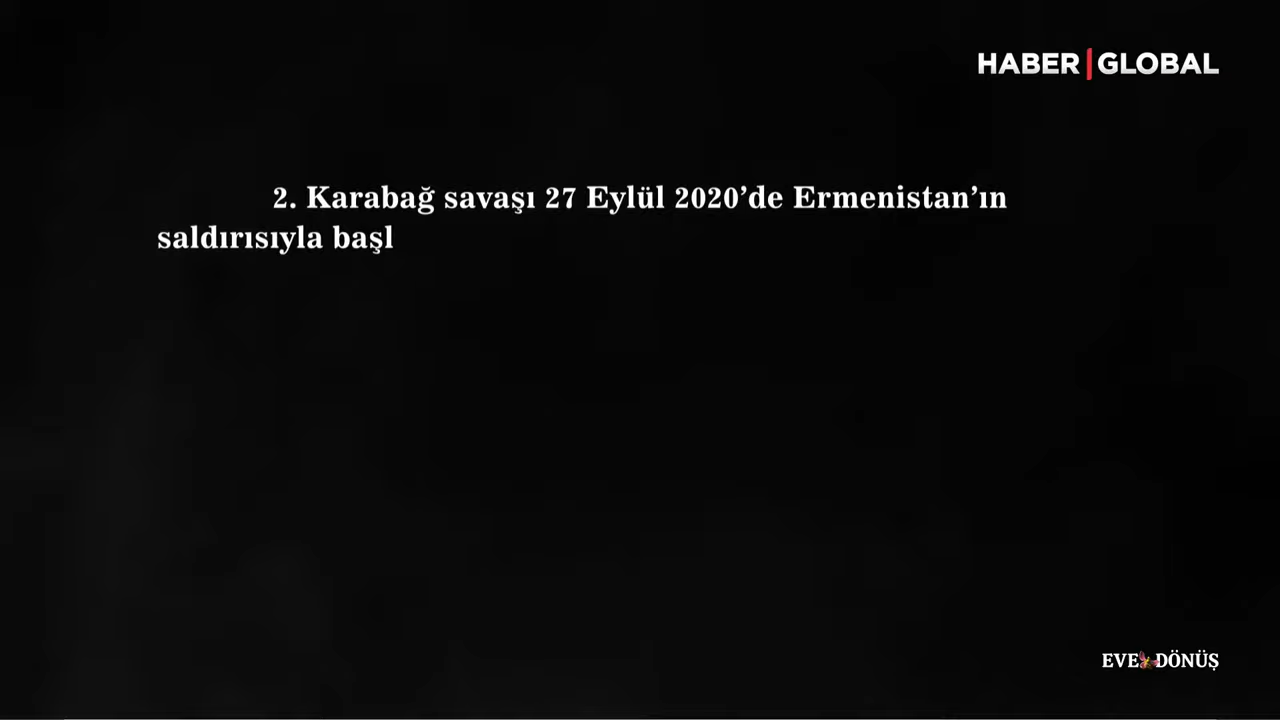 HABER GLOBAL
2. Karabağ savaşı 27 Eylül 2020’de Ermenistan’ın
saldırısıyla başl
EVE DÖNÜŞ